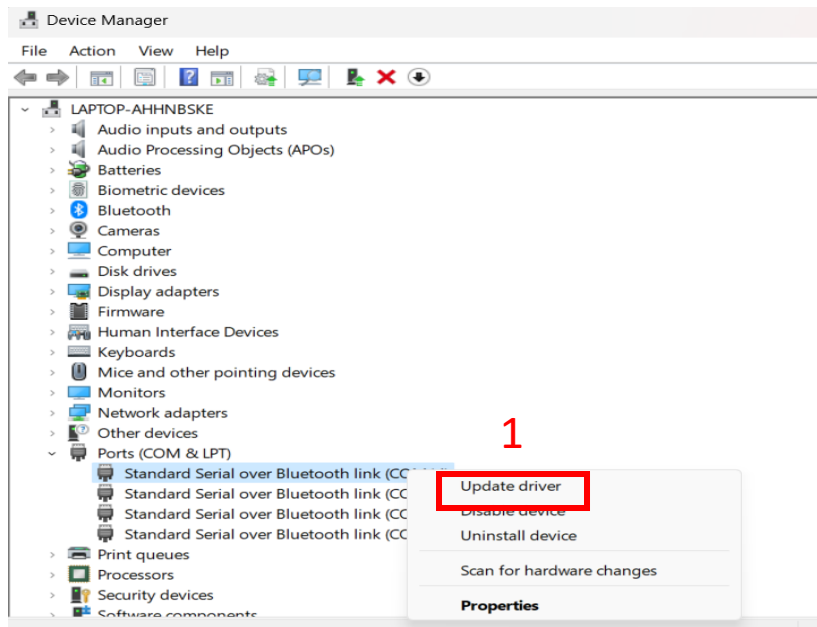 Device Manager
File Action View Help
LAPTOP-AHHNBSKE
Audio inputs and outputs
Audio Processing Objects (APOs)
Batteries
Biometric devices
Bluetooth
Cameras
Computer
Disk drives
Display adapters
Firmware
Human Interface Devices
Keyboards
Mice and other pointing devices
Monitors
Network adapters
Other devices
1
Ports (COM & LPT)
Standard Serial over Bluetooth link
Standard Serial over Bluetooth link
Standard Serial over Bluetooth link
Standard Serial over Bluetooth link
Print queues
Processors
Security devices
Software components
Update driver
Disable device
Uninstall device
Scan for hardware changes
Properties